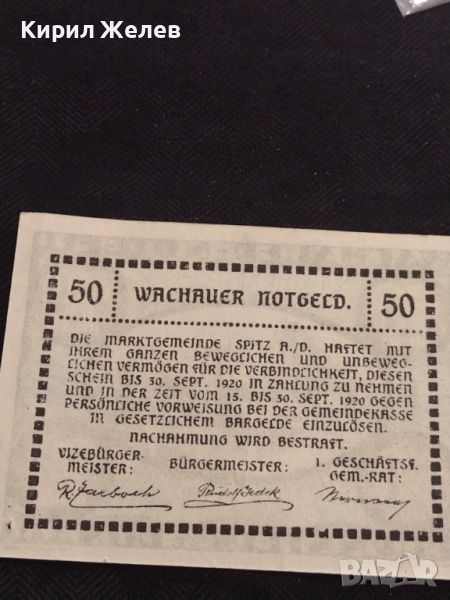 Кирил Желев
50 WACHAUER NOTGELD. 50
DIE MARKTGEMEINDE SPITZ A./D. HAFTET MIT
IHREM GANZEN BEWEGLICHEN UND UNBEWEG-
LICHEN VERMÖGEN FÜR DIE VERBINDLICHKEIT, DIESEN
SCHEIN BIS 30. SEPT. 1920 IN ZAHLUNG ZU NEHMEN
UND IN DER ZEIT VOM 15. BIS 30. SEPT. 1920 GEGEN
PERSÖNLICHE VORWEISUNG BEI DER GEMEINDEKASSE
IN GESETZLICHEM BARGELDE EINZULÖSEN.
NACHAHMUNG WIRD BESTRAFT.
VIZEBÜRGER-
MEISTER:
BÜRGERMEISTER:
1. GESCHÄFTSF.
GEM.-RAT:
bazar